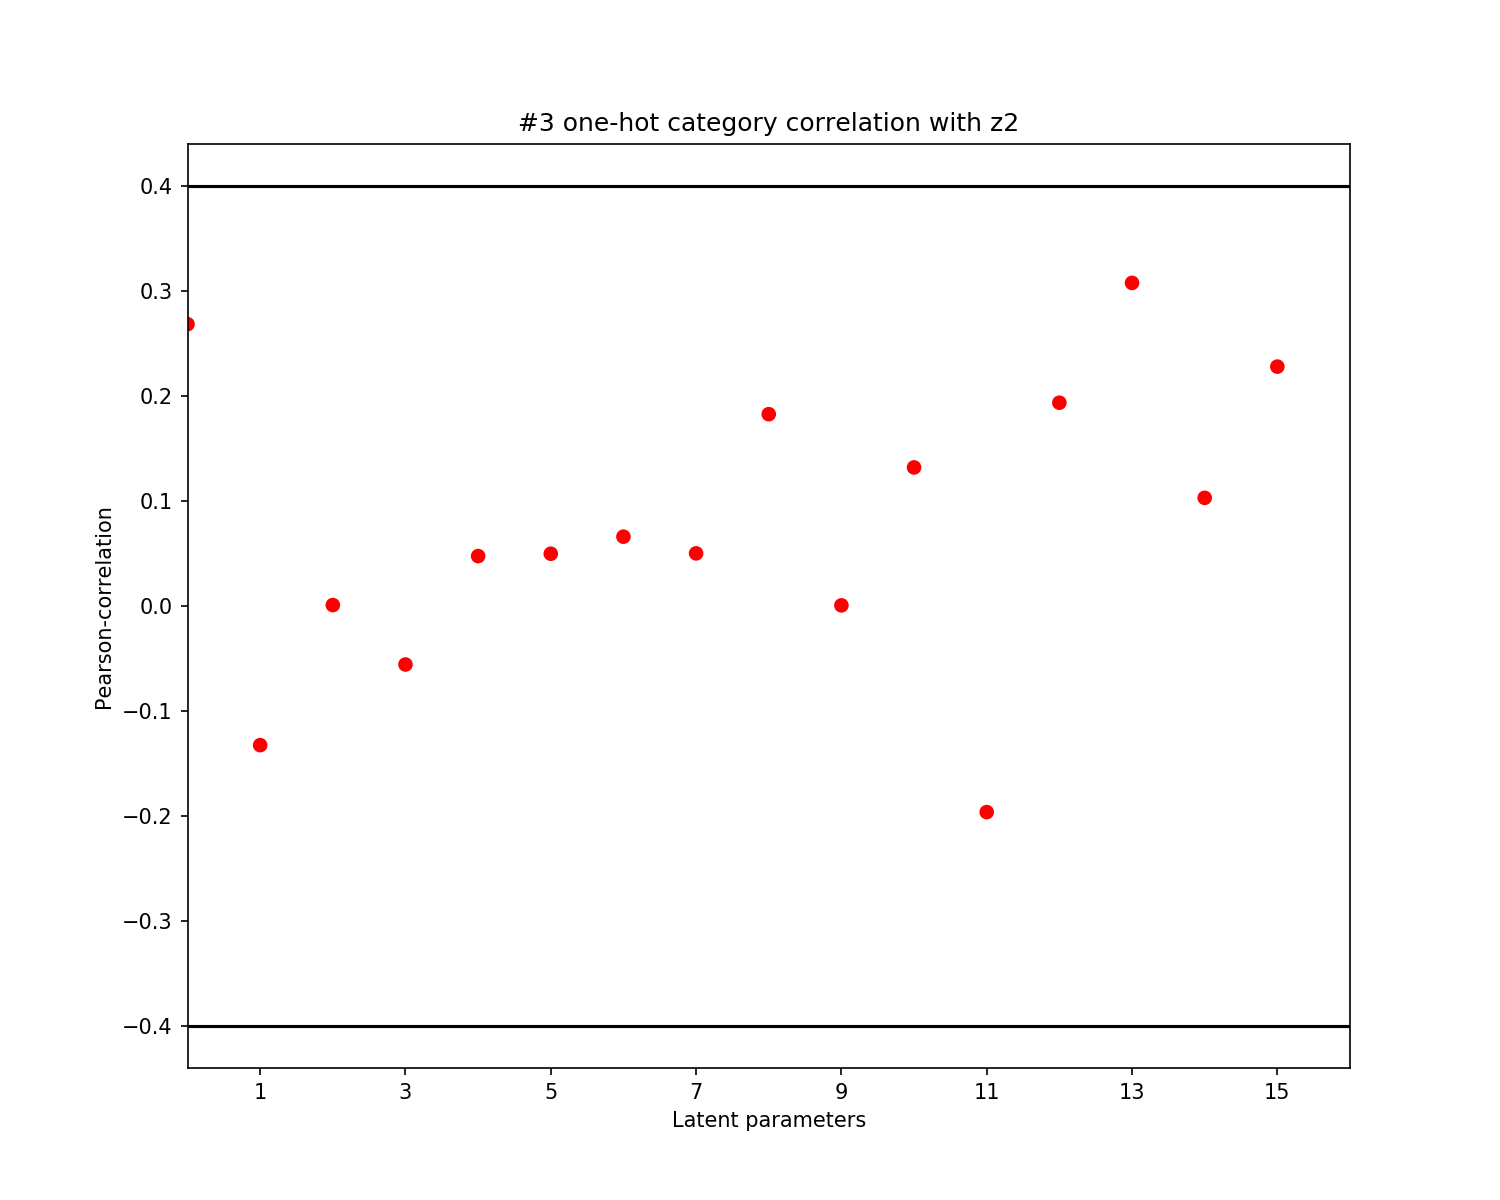 #3 one-hot category correlation with z2
0.4
0.3
0.2
0.1
0.0
−0.1
−0.2
−0.3
−0.4
Pearson-correlation
1 3 5 7 9 11 13 15
Latent parameters